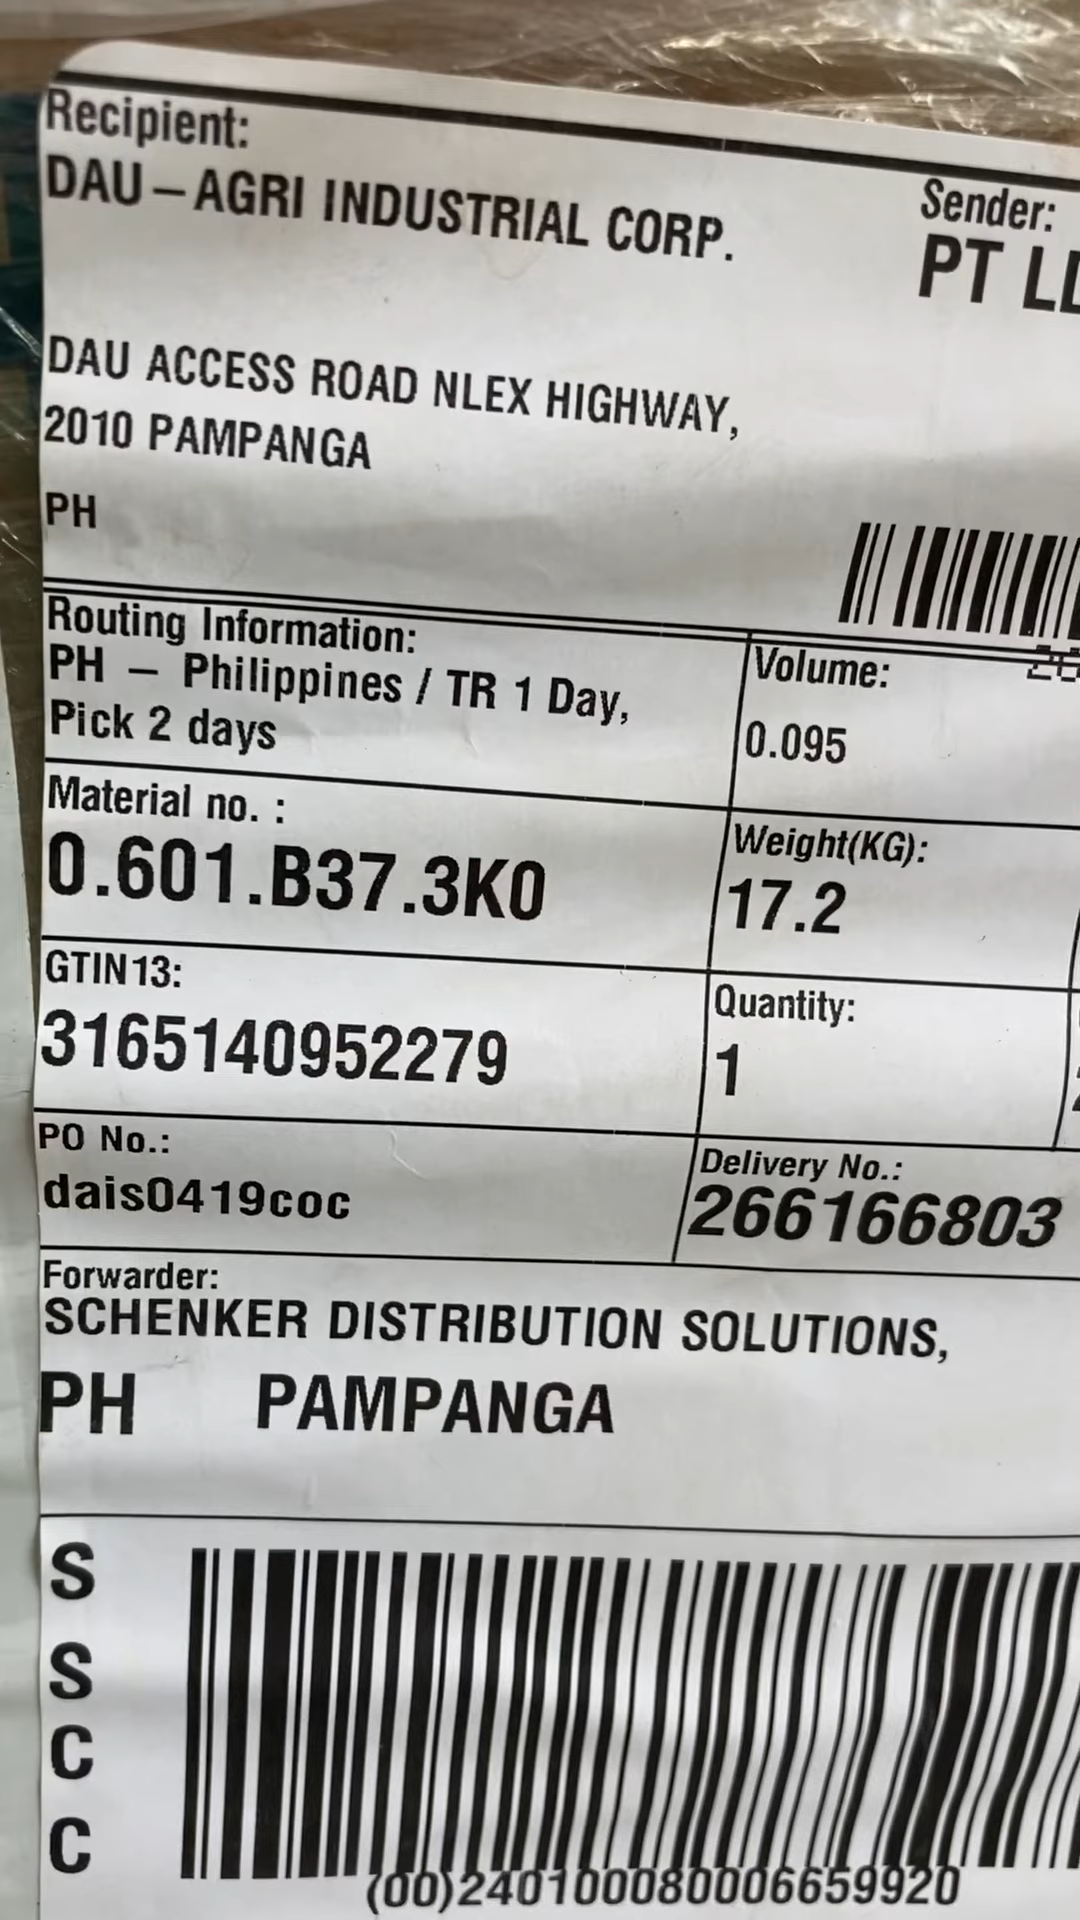 Recipient:
DAU – AGRI INDUSTRIAL CORP.
Sender:
PT
DAU ACCESS ROAD NLEX HIGHWAY,
2010 PAMPANGA
PH
Routing Information:
PH – Philippines / TR 1 Day,
Pick 2 days
Volume:
0.095
Material no. :
0.601.B37.3K0
Weight(KG):
17.2
GTIN13:
3165140952279
Quantity:
1
PO No.:
dais0419coc
Delivery No.:
266166803
Forwarder:
SCHENKER DISTRIBUTION SOLUTIONS,
PH PAMPANGA
S
S
C
C
(00)240100080006659920